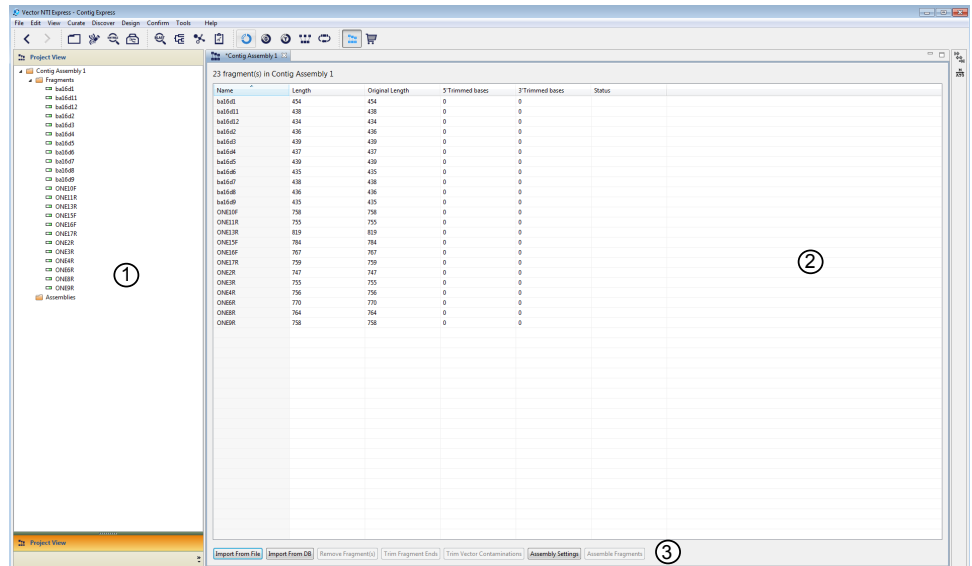 Vector NTI Express - Contig Express
File Edit View Curate Discover Design Confirm Tools Help
Project View
Contig Assembly 1
Fragments
ba16d1
ba16d11
ba16d12
ba16d2
ba16d3
ba16d4
ba16d5
ba16d6
ba16d7
ba16d8
ba16d9
ONE10F
ONE11R
ONE13R
ONE15F
ONE16F
ONE17R
ONE2R
ONE3R
ONE4R
ONE6R
ONE8R
ONE9R
Assemblies
1
Project View
*Contig Assembly 1
23 fragment(s) in Contig Assembly 1
Name Length Original Length 5'Trimmed bases 3'Trimmed bases Status
ba16d1 454 454 0 0
ba16d11 438 438 0 0
ba16d12 434 434 0 0
ba16d2 436 436 0 0
ba16d3 439 439 0 0
ba16d4 437 437 0 0
ba16d5 439 439 0 0
ba16d6 435 435 0 0
ba16d7 438 438 0 0
ba16d8 436 436 0 0
ba16d9 435 435 0 0
ONE10F 758 758 0 0
ONE11R 755 755 0 0
ONE13R 819 819 0 0
ONE15F 784 784 0 0
ONE16F 767 767 0 0
ONE17R 759 759 0 0
ONE2R 747 747 0 0
ONE3R 755 755 0 0
ONE4R 756 756 0 0
ONE6R 770 770 0 0
ONE8R 764 764 0 0
ONE9R 758 758 0 0
2
Import From File Import From DB Remove Fragment(s) Trim Fragment Ends Trim Vector Contaminations Assembly Settings Assemble Fragments 3